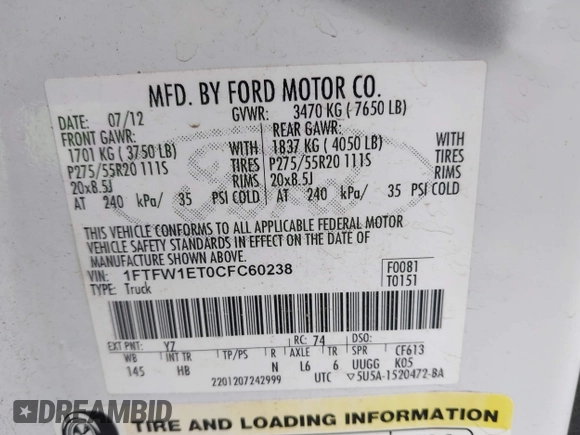 MFD. BY FORD MOTOR CO.
DATE: 07/12 GVWR: 3470 KG ( 7650 LB)
FRONT GAWR: REAR GAWR:
1701 KG (3750 LB) WITH 1837 KG ( 4050 LB) WITH
P275/55R20 111S TIRES P275/55R20 111S TIRES
20x8.5J RIMS 20x8.5J RIMS
AT 240 kPa/ 35 PSI COLD AT 240 kPa/ 35 PSI COLD
THIS VEHICLE CONFORMS TO ALL APPLICABLE FEDERAL MOTOR
VEHICLE SAFETY STANDARDS IN EFFECT ON THE DATE OF
MANUFACTURE SHOWN ABOVE.
VIN: 1FTFW1ET0CFC60238 F0081
TYPE: Truck T0151
EXT PNT: YZ RC: 74 DSO:
WB INT TR TP/PS R AXLE TR SPR CF613
145 HB N L6 6 UUGG K05
2201207242999 UTC ▽5U5A-1520472-BA
TIRE AND LOADING INFORMATION
DREAMBID